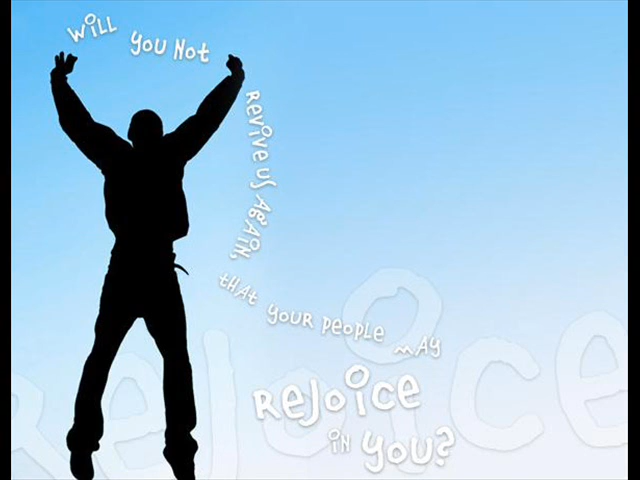 Will you not
revive us again,
that your people may
rejoice
in you?
rejoice